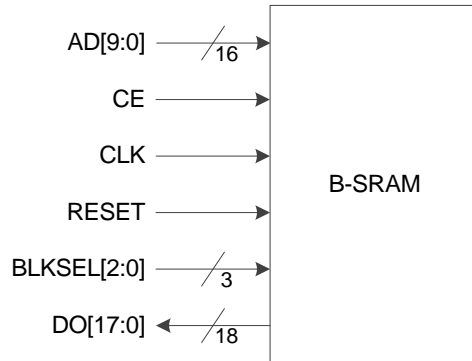 AD[9:0]
16
CE
CLK
B-SRAM
RESET
BLKSEL[2:0]
3
DO[17:0]
18